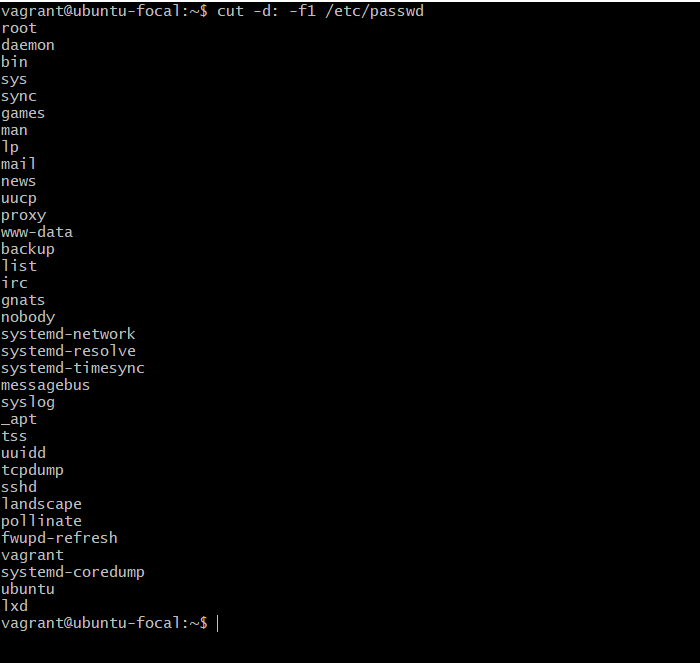 vagrant@ubuntu-focal:~$ cut -d: -f1 /etc/passwd
root
daemon
bin
sys
sync
games
man
lp
mail
news
uucp
proxy
www-data
backup
list
irc
gnats
nobody
systemd-network
systemd-resolve
systemd-timesync
messagebus
syslog
_apt
tss
uuidd
tcpdump
sshd
landscape
pollinate
fwupd-refresh
vagrant
systemd-coredump
ubuntu
lxd
vagrant@ubuntu-focal:~$